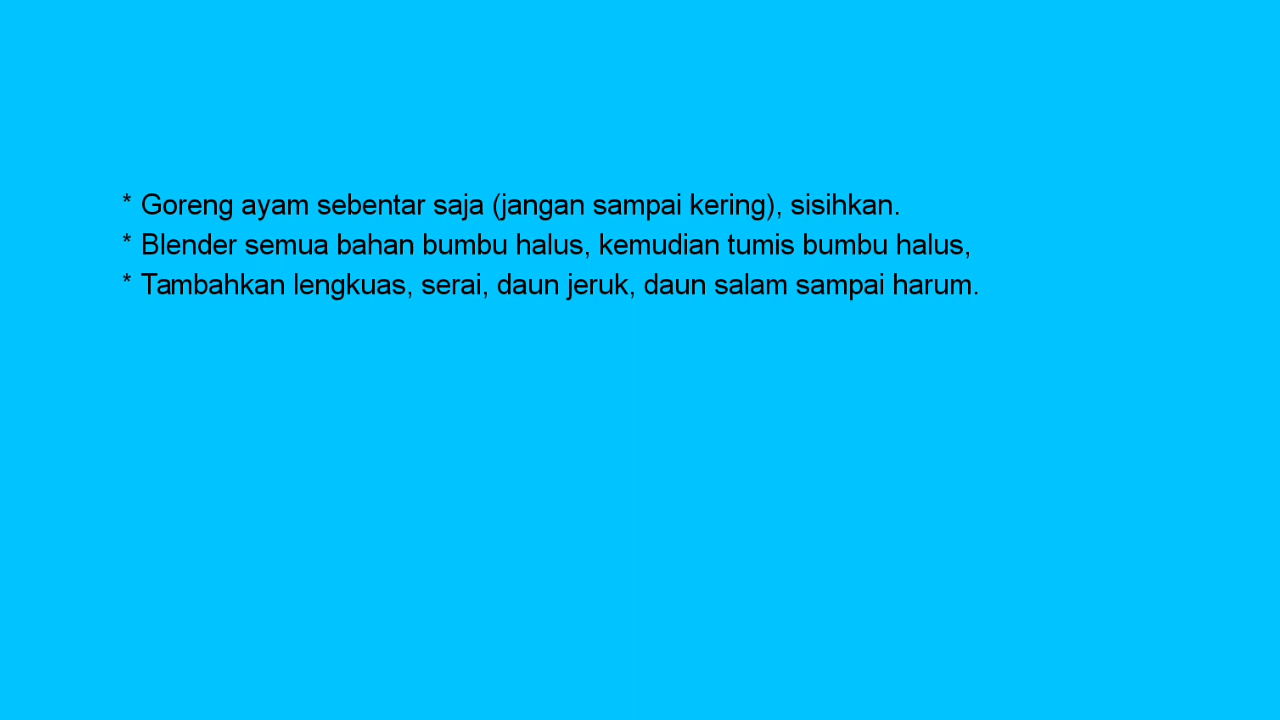 * Goreng ayam sebentar saja (jangan sampai kering), sisihkan.
* Blender semua bahan bumbu halus, kemudian tumis bumbu halus,
* Tambahkan lengkuas, serai, daun jeruk, daun salam sampai harum.